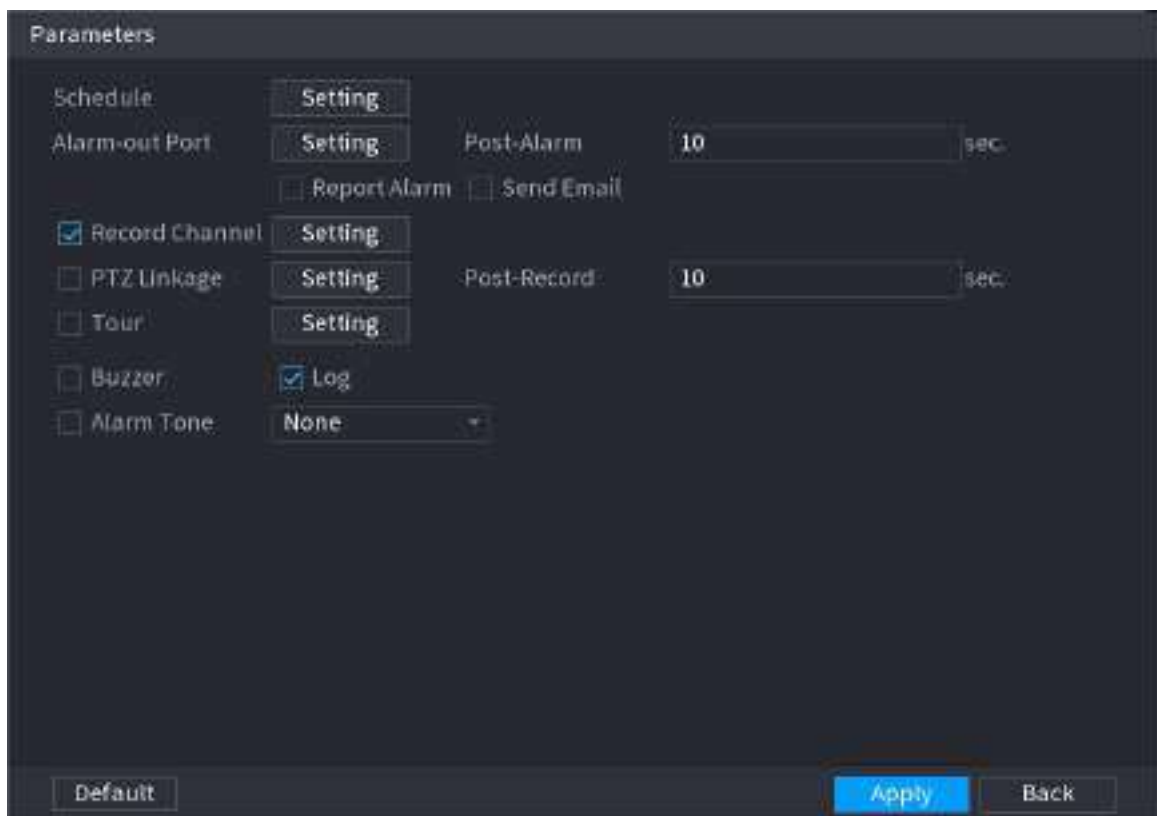 Parameters
Schedule Setting
Alarm-out Port Setting Post-Alarm 10 sec.
Report Alarm Send Email
Record Channel Setting
PTZ Linkage Setting Post-Record 10 sec.
Tour Setting
Buzzer Log
Alarm Tone None
Default Apply Back